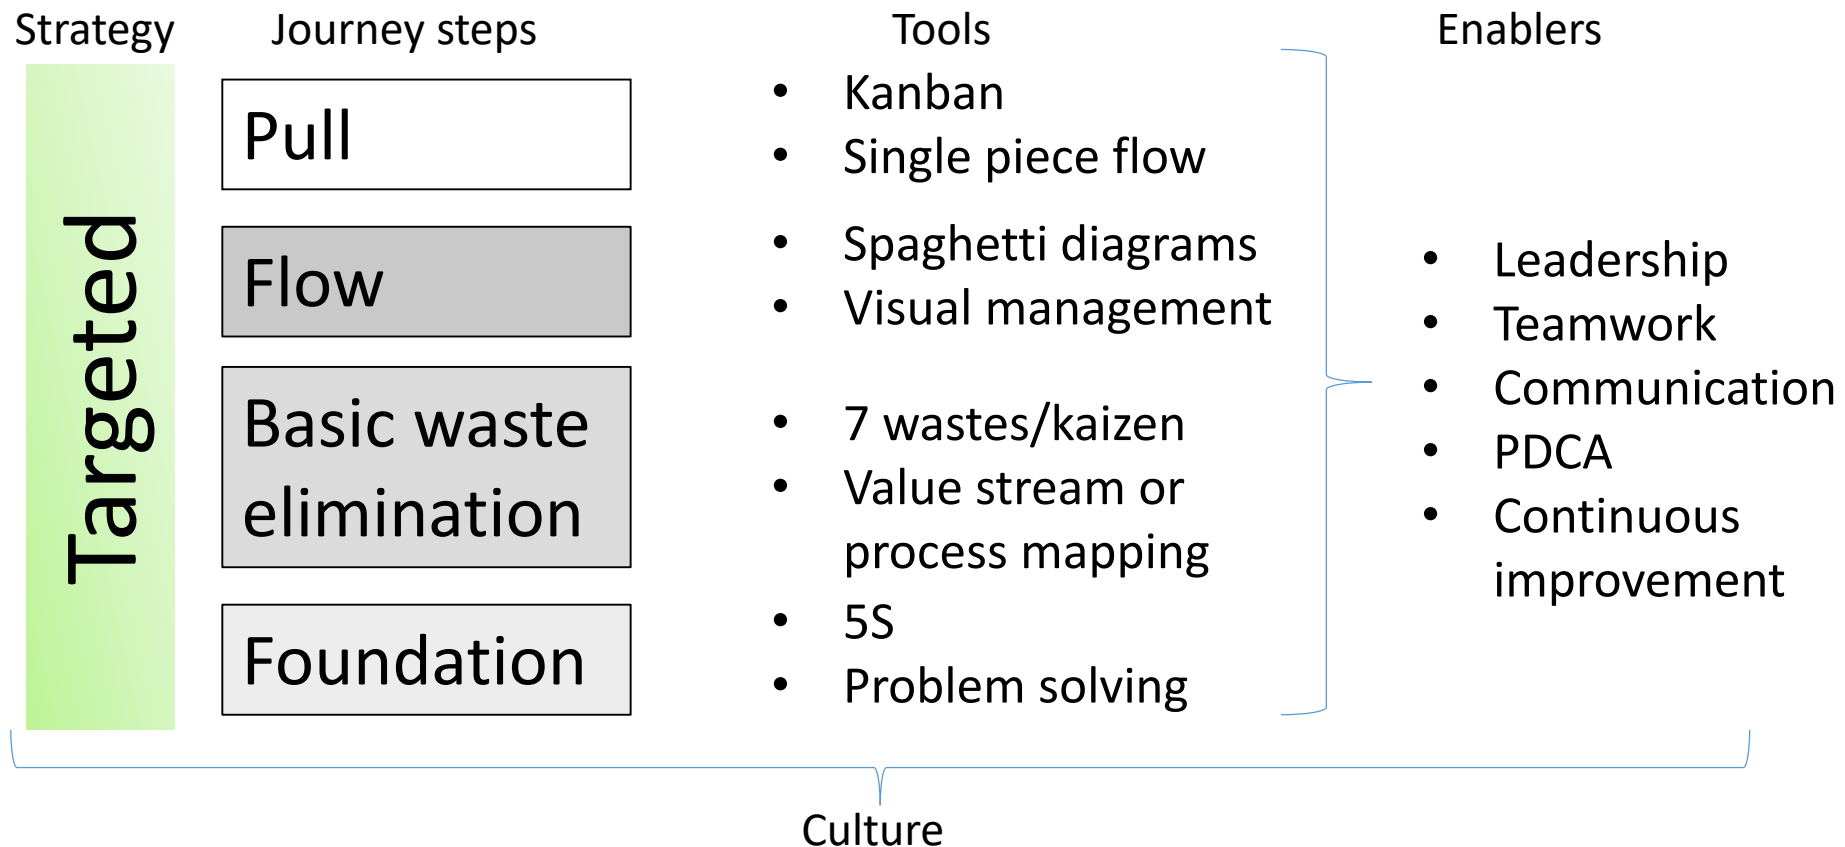 Strategy
Journey steps
Tools
Enablers
Targeted
Pull
Flow
Basic waste
elimination
Foundation
• Kanban
• Single piece flow
• Spaghetti diagrams
• Visual management
• 7 wastes/kaizen
• Value stream or
process mapping
• 5S
• Problem solving
• Leadership
• Teamwork
• Communication
• PDCA
• Continuous
improvement
Culture